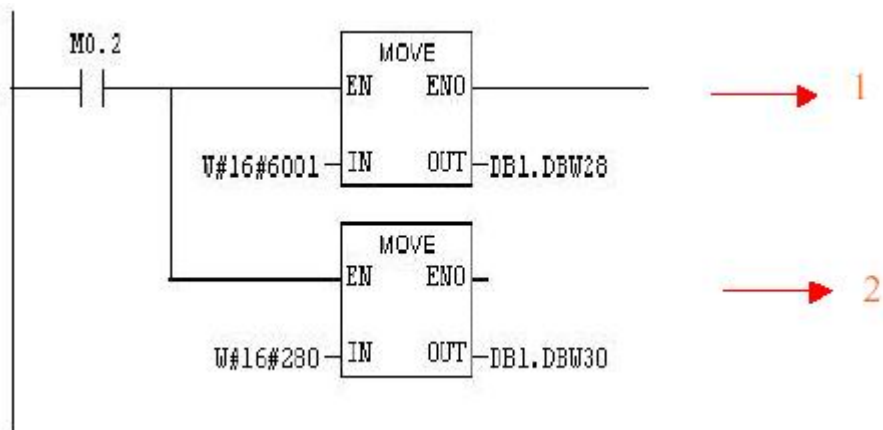 M0.2
MOVE
EN ENO
1
W#16#6001 IN OUT DB1.DBW28
MOVE
EN ENO
2
W#16#280 IN OUT DB1.DBW30